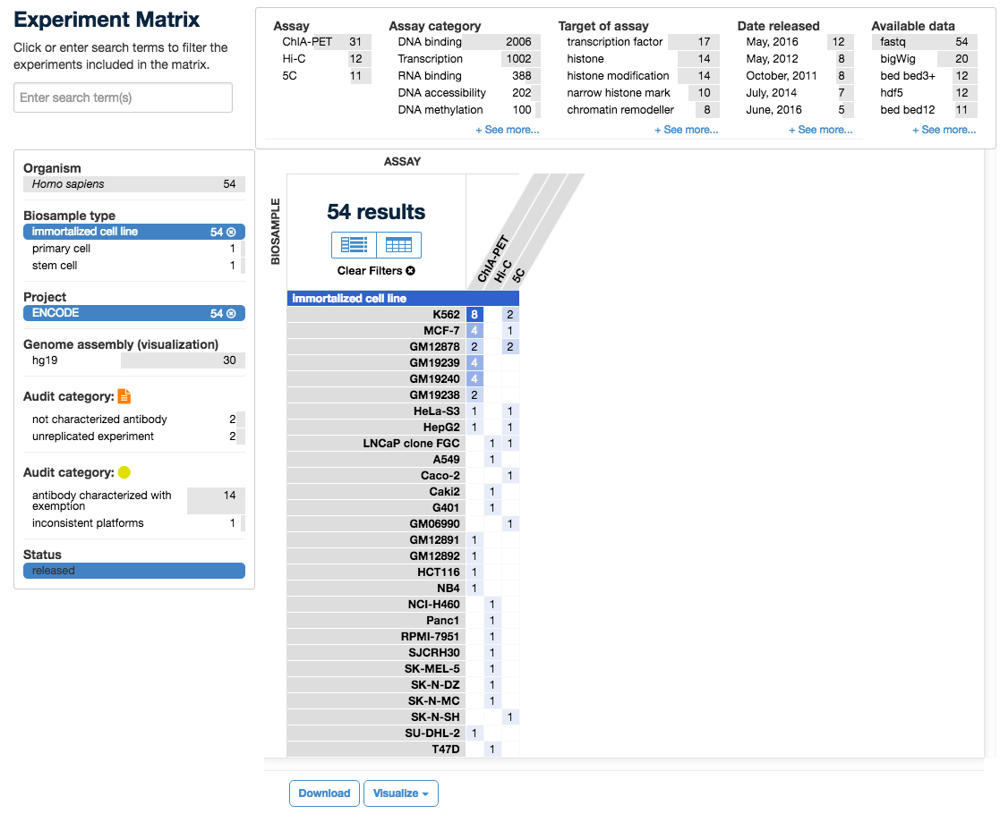 Experiment Matrix
Click or enter search terms to filter the
experiments included in the matrix.
Enter search term(s)
Assay
ChIA-PET 31
Hi-C 12
5C 11
Assay category
DNA binding 2006
Transcription 1002
RNA binding 388
DNA accessibility 202
DNA methylation 100
+ See more...
Target of assay
transcription factor 17
histone 14
histone modification 14
narrow histone mark 10
chromatin remodeller 8
+ See more...
Date released
May, 2016 12
May, 2012 8
October, 2011 8
July, 2014 7
June, 2016 5
+ See more...
Available data
fastq 54
bigWig 20
bed bed3+ 12
hdf5 12
bed bed12 11
+ See more...
Organism
Homo sapiens 54
Biosample type
immortalized cell line 54
primary cell 1
stem cell 1
Project
ENCODE 54
Genome assembly (visualization)
hg19 30
Audit category:
not characterized antibody 2
unreplicated experiment 2
Audit category:
antibody characterized with
exemption 14
inconsistent platforms 1
Status
released
ASSAY
BIOSAMPLE
54 results
Clear Filters
ChIA-PET
Hi-C
5C
immortalized cell line
K562 8 2
MCF-7 4 1
GM12878 2 2
GM19239 4
GM19240 4
GM19238 2
HeLa-S3 1 1
HepG2 1 1
LNCaP clone FGC 1 1
A549 1
Caco-2 1
Caki2 1
G401 1
GM06990 1
GM12891 1
GM12892 1
HCT116 1
NB4 1
NCI-H460 1
Panc1 1
RPMI-7951 1
SJCRH30 1
SK-MEL-5 1
SK-N-DZ 1
SK-N-MC 1
SK-N-SH 1
SU-DHL-2 1
T47D 1
Download
Visualize